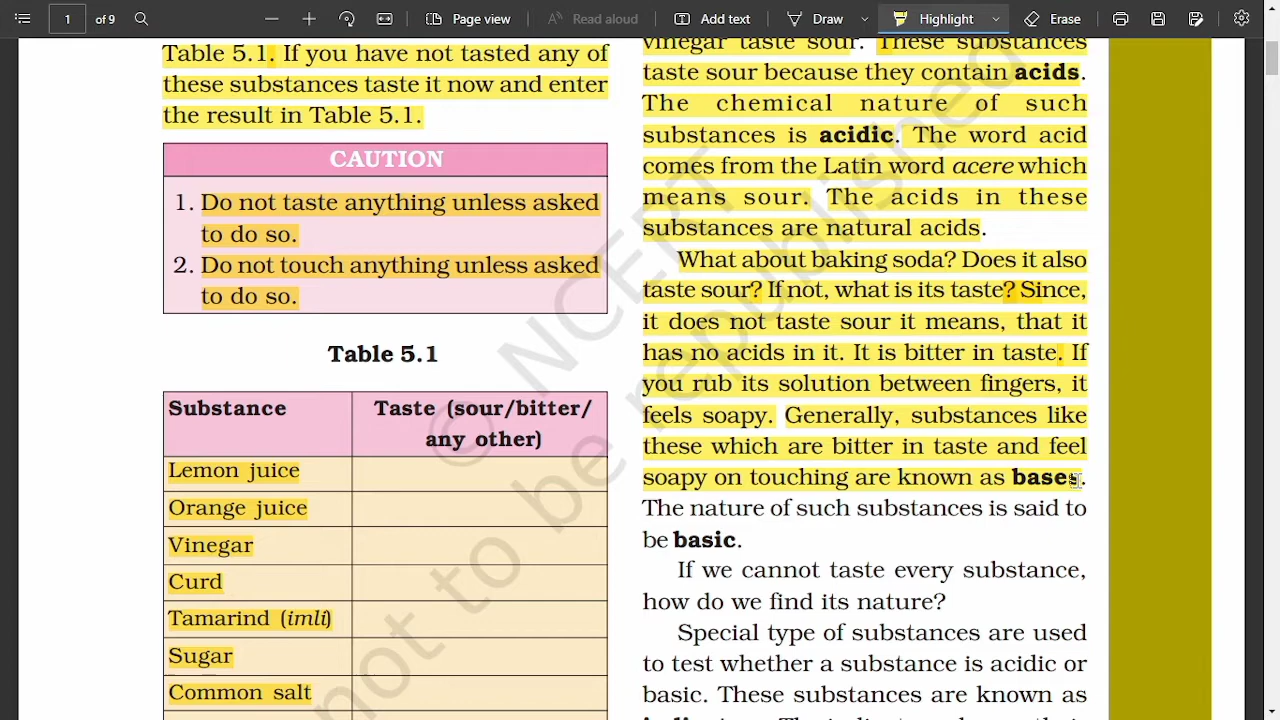 1 of 9
Page view
Read aloud
Add text
Draw
Highlight
Erase
Table 5.1. If you have not tasted any of
these substances taste it now and enter
the result in Table 5.1.
CAUTION
1. Do not taste anything unless asked
to do so.
2. Do not touch anything unless asked
to do so.
Table 5.1
Substance Taste (sour/bitter/
any other)
Lemon juice
Orange juice
Vinegar
Curd
Tamarind (imli)
Sugar
Common salt
vinegar taste sour. These substances
taste sour because they contain acids.
The chemical nature of such
substances is acidic. The word acid
comes from the Latin word acere which
means sour. The acids in these
substances are natural acids.
What about baking soda? Does it also
taste sour? If not, what is its taste? Since,
it does not taste sour it means, that it
has no acids in it. It is bitter in taste. If
you rub its solution between fingers, it
feels soapy. Generally, substances like
these which are bitter in taste and feel
soapy on touching are known as bases.
The nature of such substances is said to
be basic.
If we cannot taste every substance,
how do we find its nature?
Special type of substances are used
to test whether a substance is acidic or
basic. These substances are known as
© NCERT
not to be republished